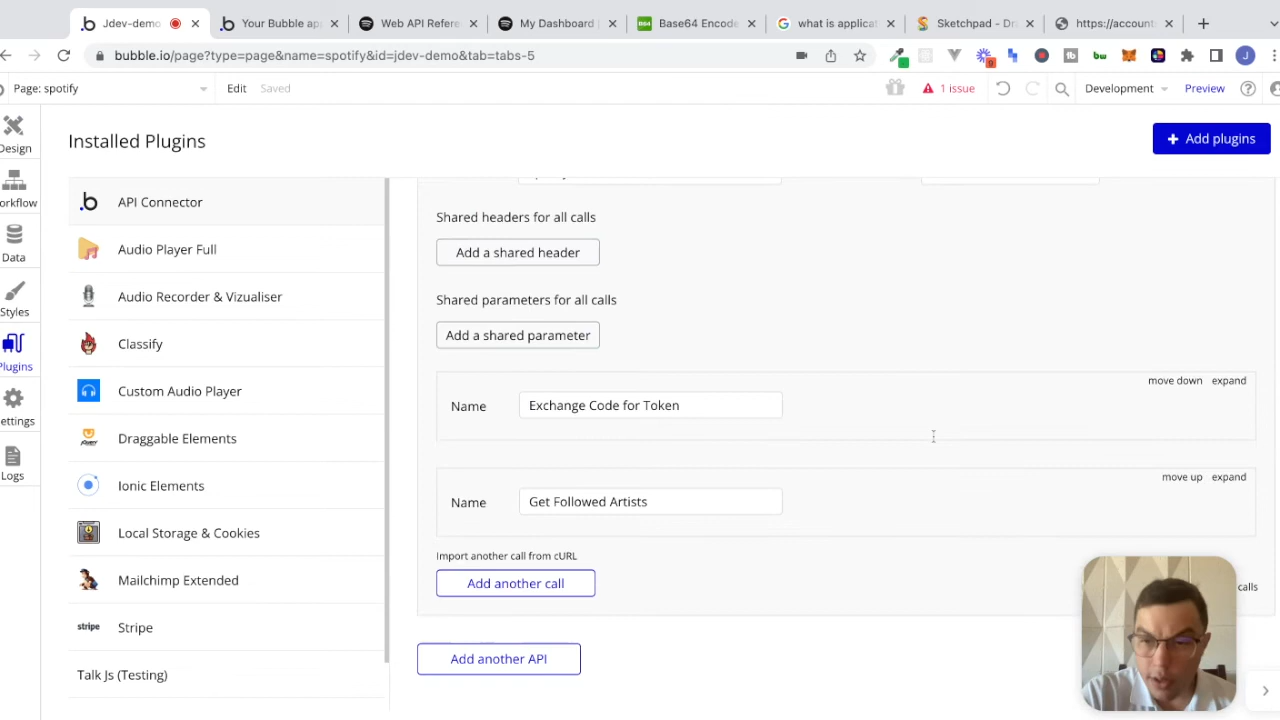 Jdev-demo
Your Bubble ap
Web API Refere
My Dashboard
Base64 Encode
what is applicat
Sketchpad - Dr
https://account
bubble.io/page?type=page&name=spotify&id=jdev-demo&tab=tabs-5
Page: spotify
Edit
Saved
1 issue
Development
Preview
Design
orkflow
Data
Styles
Plugins
ettings
Logs
Installed Plugins
+ Add plugins
API Connector
Audio Player Full
Audio Recorder & Vizualiser
Classify
Custom Audio Player
Draggable Elements
Ionic Elements
Local Storage & Cookies
Mailchimp Extended
stripe Stripe
Talk Js (Testing)
Shared headers for all calls
Add a shared header
Shared parameters for all calls
Add a shared parameter
move down expand
Name Exchange Code for Token
move up expand
Name Get Followed Artists
Import another call from cURL
Add another call
calls
Add another API